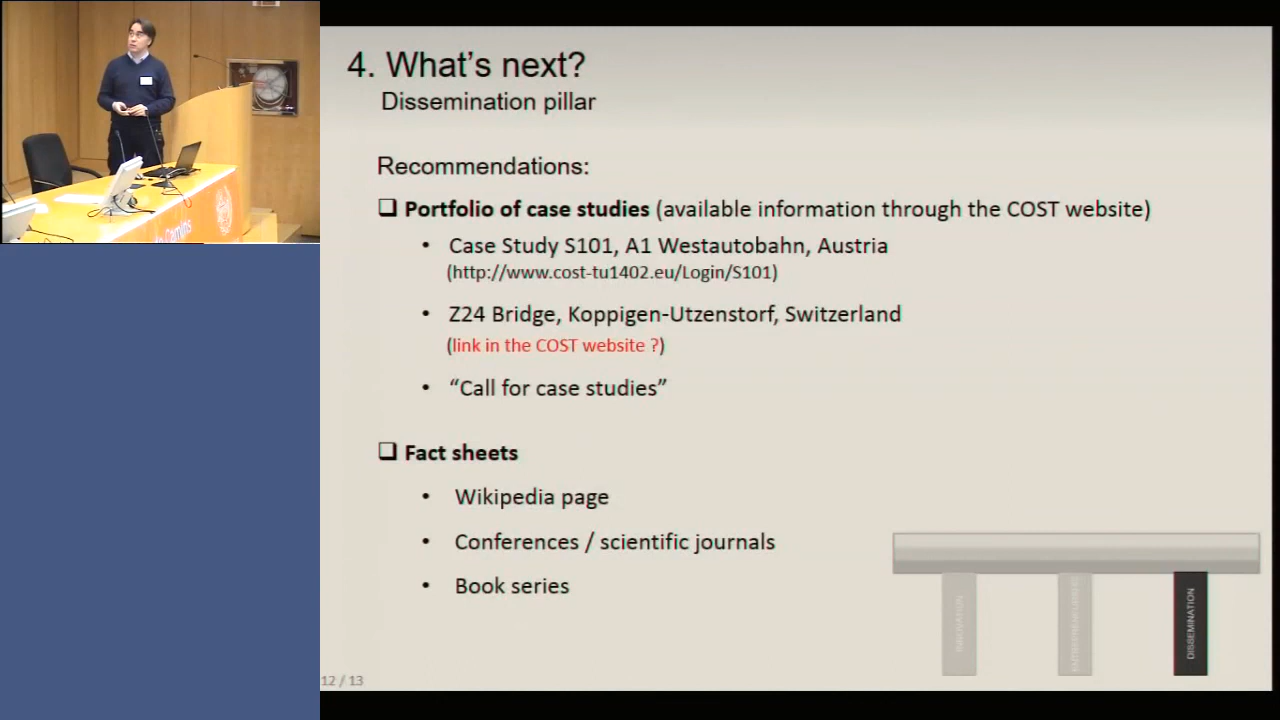 4. What's next?
Dissemination pillar
Recommendations:
❑ Portfolio of case studies (available information through the COST website)
• Case Study S101, A1 Westautobahn, Austria
(http://www.cost-tu1402.eu/Login/S101)
• Z24 Bridge, Koppigen-Utzenstorf, Switzerland
(link in the COST website ?)
• “Call for case studies”
❑ Fact sheets
• Wikipedia page
• Conferences / scientific journals
• Book series
INNOVATION
DISSEMINATION
12 / 13